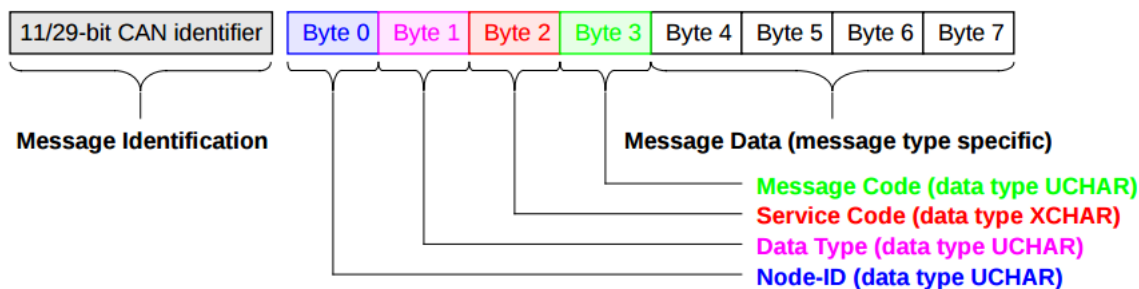 11/29-bit CAN identifier Byte 0 Byte 1 Byte 2 Byte 3 Byte 4 Byte 5 Byte 6 Byte 7
Message Identification Message Data (message type specific)
Message Code (data type UCHAR)
Service Code (data type XCHAR)
Data Type (data type UCHAR)
Node-ID (data type UCHAR)